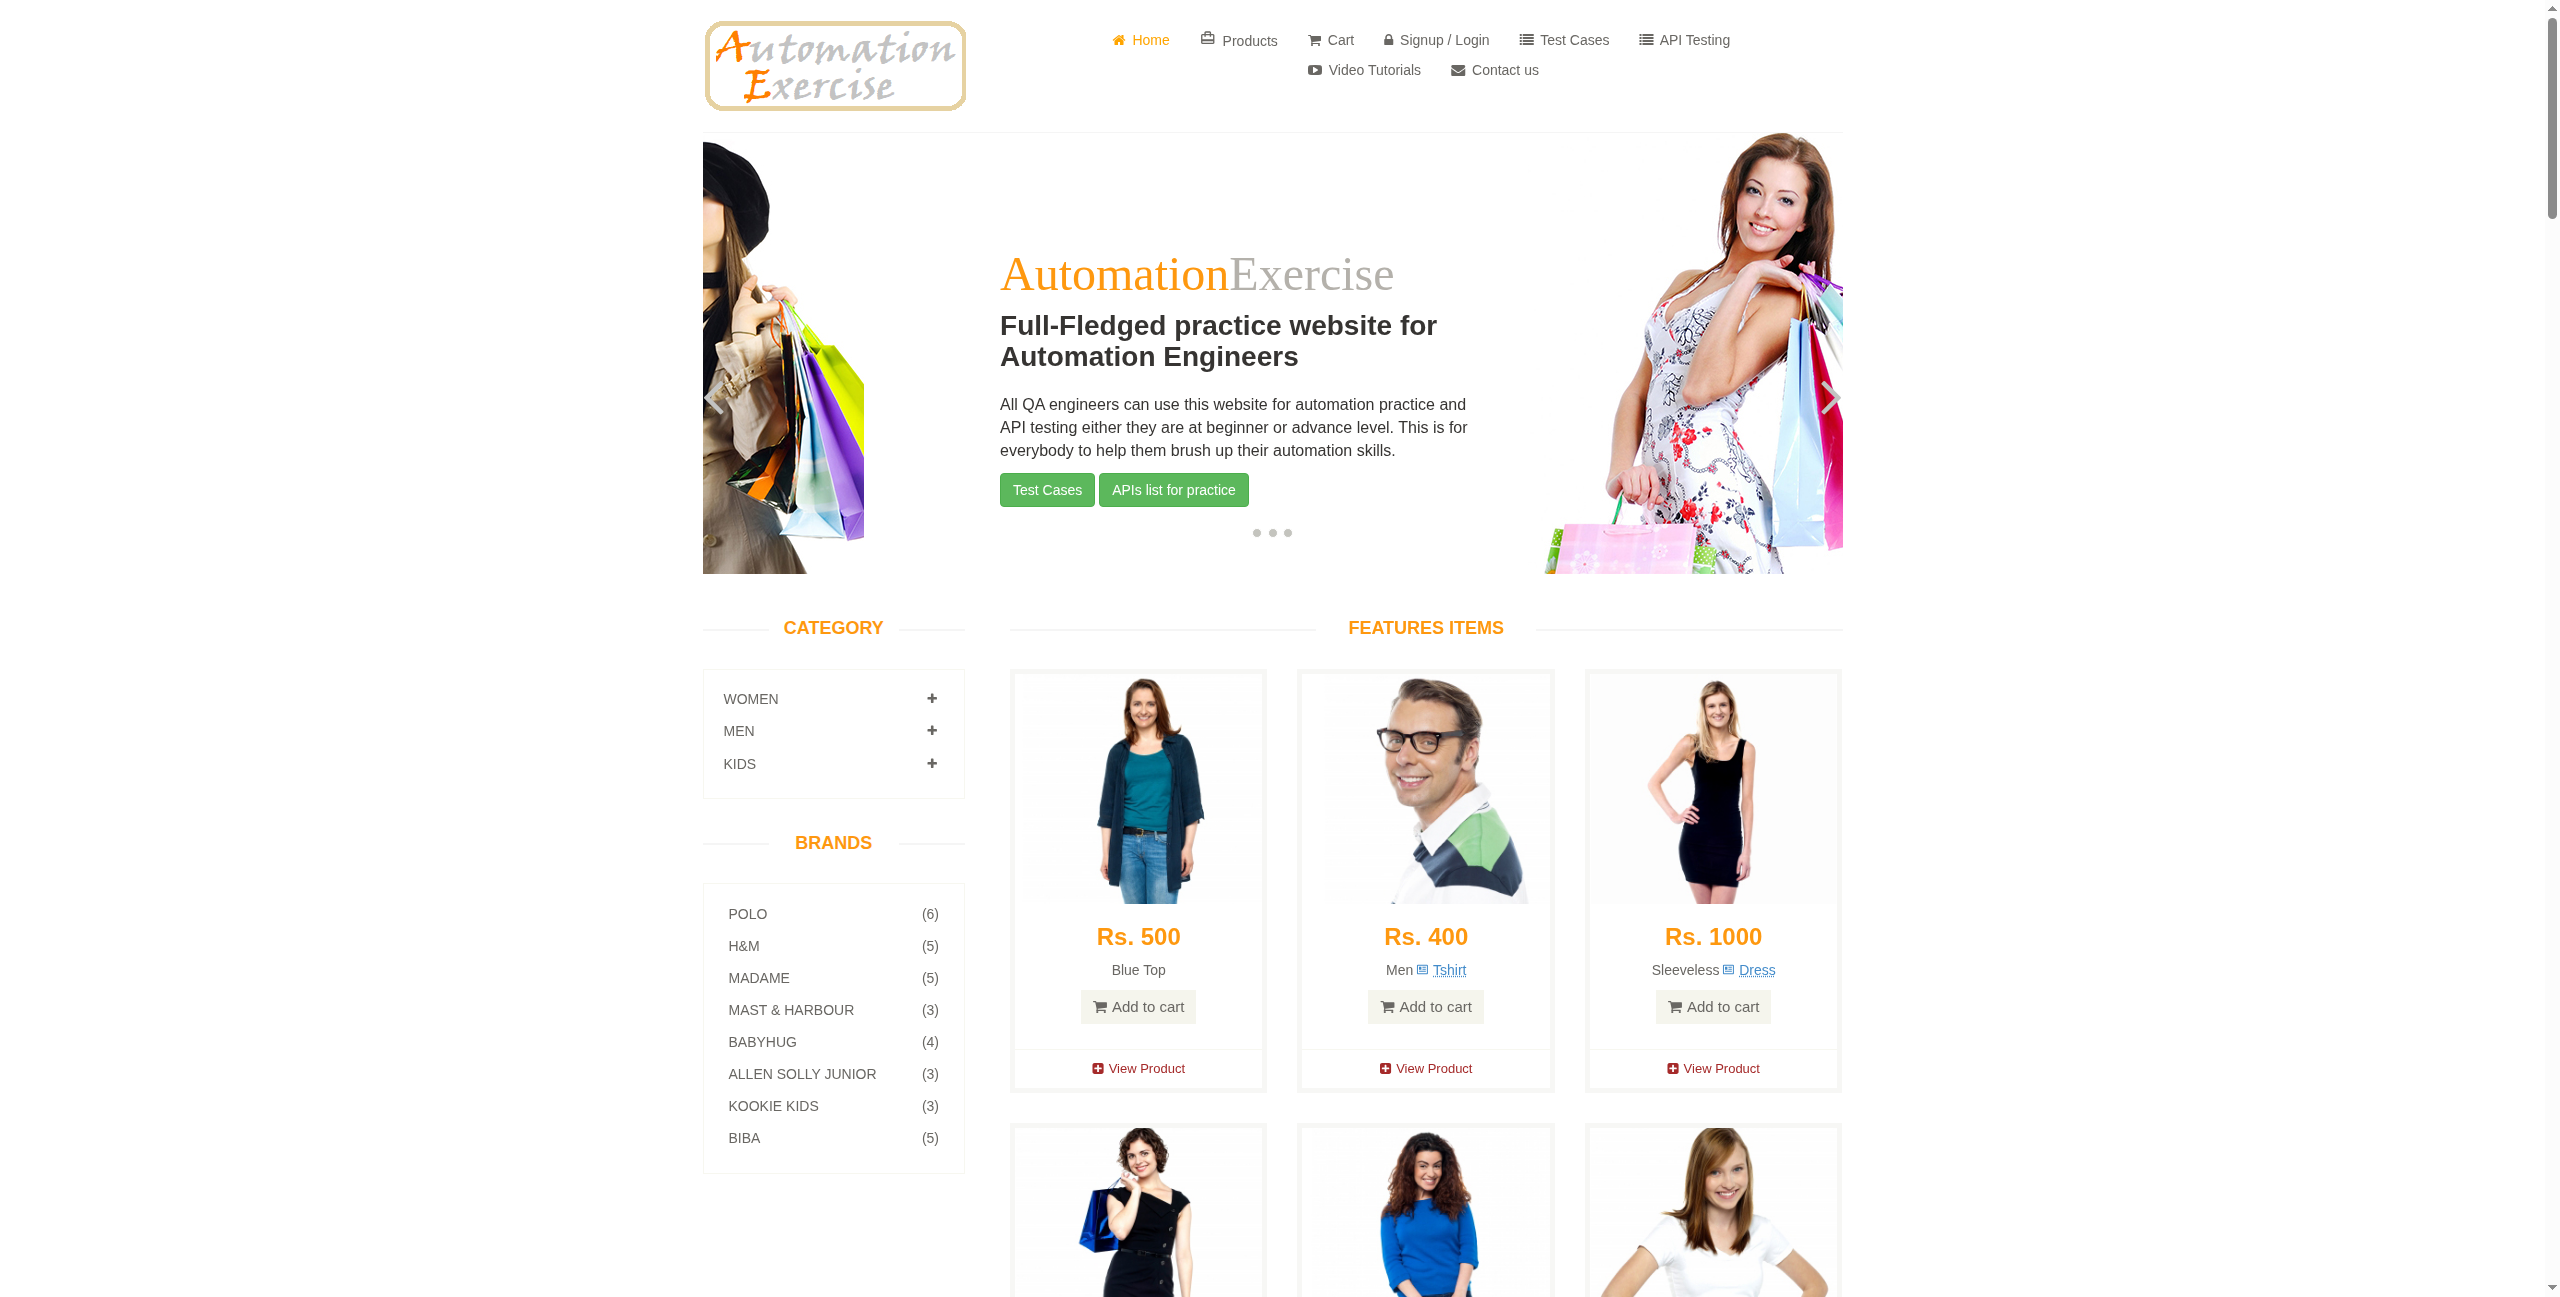 Automation
Exercise
Home Products Cart Signup / Login Test Cases API Testing
Video Tutorials Contact us
AutomationExercise
Full-Fledged practice website for
Automation Engineers
All QA engineers can use this website for automation practice and
API testing either they are at beginner or advance level. This is for
everybody to help them brush up their automation skills.
Test Cases APIs list for practice
CATEGORY
WOMEN
MEN
KIDS
BRANDS
POLO (6)
H&M (5)
MADAME (5)
MAST & HARBOUR (3)
BABYHUG (4)
ALLEN SOLLY JUNIOR (3)
KOOKIE KIDS (3)
BIBA (5)
FEATURES ITEMS
Rs. 500
Blue Top
Add to cart
View Product
Rs. 400
Men Tshirt
Add to cart
View Product
Rs. 1000
Sleeveless Dress
Add to cart
View Product